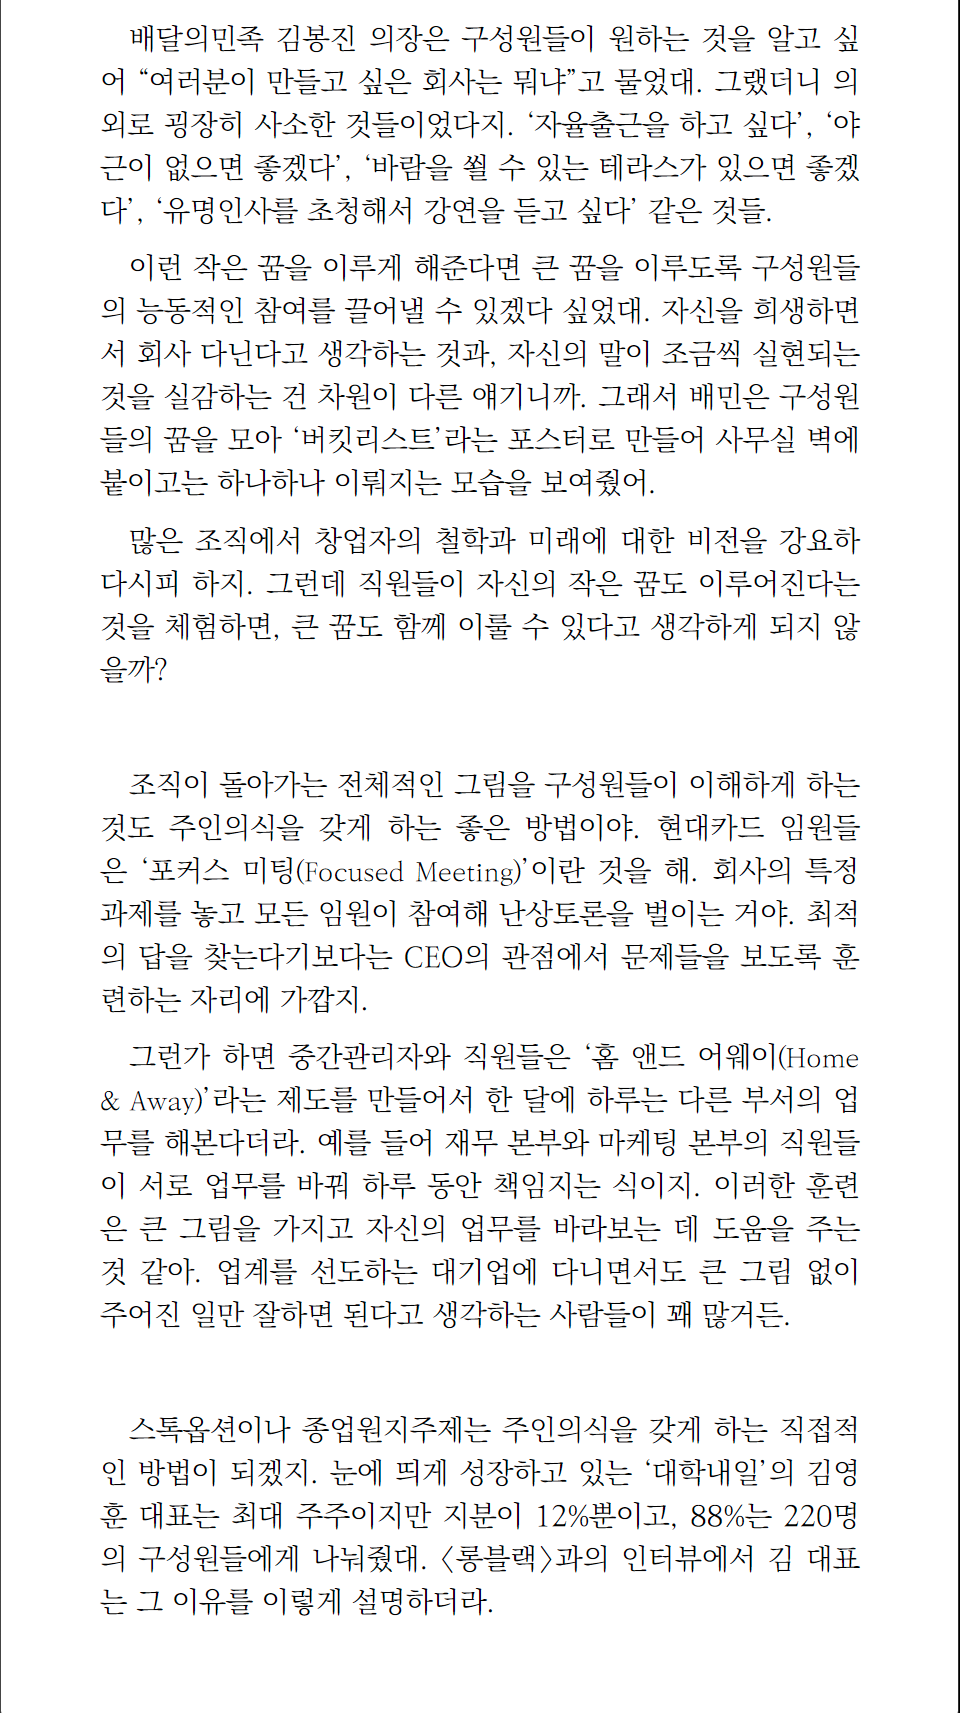 배달의민족 김봉진 의장은 구성원들이 원하는 것을 알고 싶
어 “여러분이 만들고 싶은 회사는 뭐냐”고 물었대. 그랬더니 의
외로 굉장히 사소한 것들이었다지. ‘자율출근을 하고 싶다’, ‘야
근이 없으면 좋겠다’, ‘바람을 쐴 수 있는 테라스가 있으면 좋겠
다’, ‘유명인사를 초청해서 강연을 듣고 싶다’ 같은 것들.
이런 작은 꿈을 이루게 해준다면 큰 꿈을 이루도록 구성원들
의 능동적인 참여를 끌어낼 수 있겠다 싶었대. 자신을 희생하면
서 회사 다닌다고 생각하는 것과, 자신의 말이 조금씩 실현되는
것을 실감하는 건 차원이 다른 얘기니까. 그래서 배민은 구성원
들의 꿈을 모아 ‘버킷리스트’라는 포스터로 만들어 사무실 벽에
붙이고는 하나하나 이뤄지는 모습을 보여줬어.
많은 조직에서 창업자의 철학과 미래에 대한 비전을 강요하
다시피 하지. 그런데 직원들이 자신의 작은 꿈도 이루어진다는
것을 체험하면, 큰 꿈도 함께 이룰 수 있다고 생각하게 되지 않
을까?
조직이 돌아가는 전체적인 그림을 구성원들이 이해하게 하는
것도 주인의식을 갖게 하는 좋은 방법이야. 현대카드 임원들
은 ‘포커스 미팅(Focused Meeting)’이란 것을 해. 회사의 특정
과제를 놓고 모든 임원이 참여해 난상토론을 벌이는 거야. 최적
의 답을 찾는다기보다는 CEO의 관점에서 문제들을 보도록 훈
련하는 자리에 가깝지.
그런가 하면 중간관리자와 직원들은 ‘홈 앤드 어웨이(Home
& Away)’라는 제도를 만들어서 한 달에 하루는 다른 부서의 업
무를 해본다더라. 예를 들어 재무 본부와 마케팅 본부의 직원들
이 서로 업무를 바꿔 하루 동안 책임지는 식이지. 이러한 훈련
은 큰 그림을 가지고 자신의 업무를 바라보는 데 도움을 주는
것 같아. 업계를 선도하는 대기업에 다니면서도 큰 그림 없이
주어진 일만 잘하면 된다고 생각하는 사람들이 꽤 많거든.
스톡옵션이나 종업원지주제는 주인의식을 갖게 하는 직접적
인 방법이 되겠지. 눈에 띄게 성장하고 있는 ‘대학내일’의 김영
훈 대표는 최대 주주이지만 지분이 12%뿐이고, 88%는 220명
의 구성원들에게 나눠줬대. 〈롱블랙〉과의 인터뷰에서 김 대표
는 그 이유를 이렇게 설명하더라.